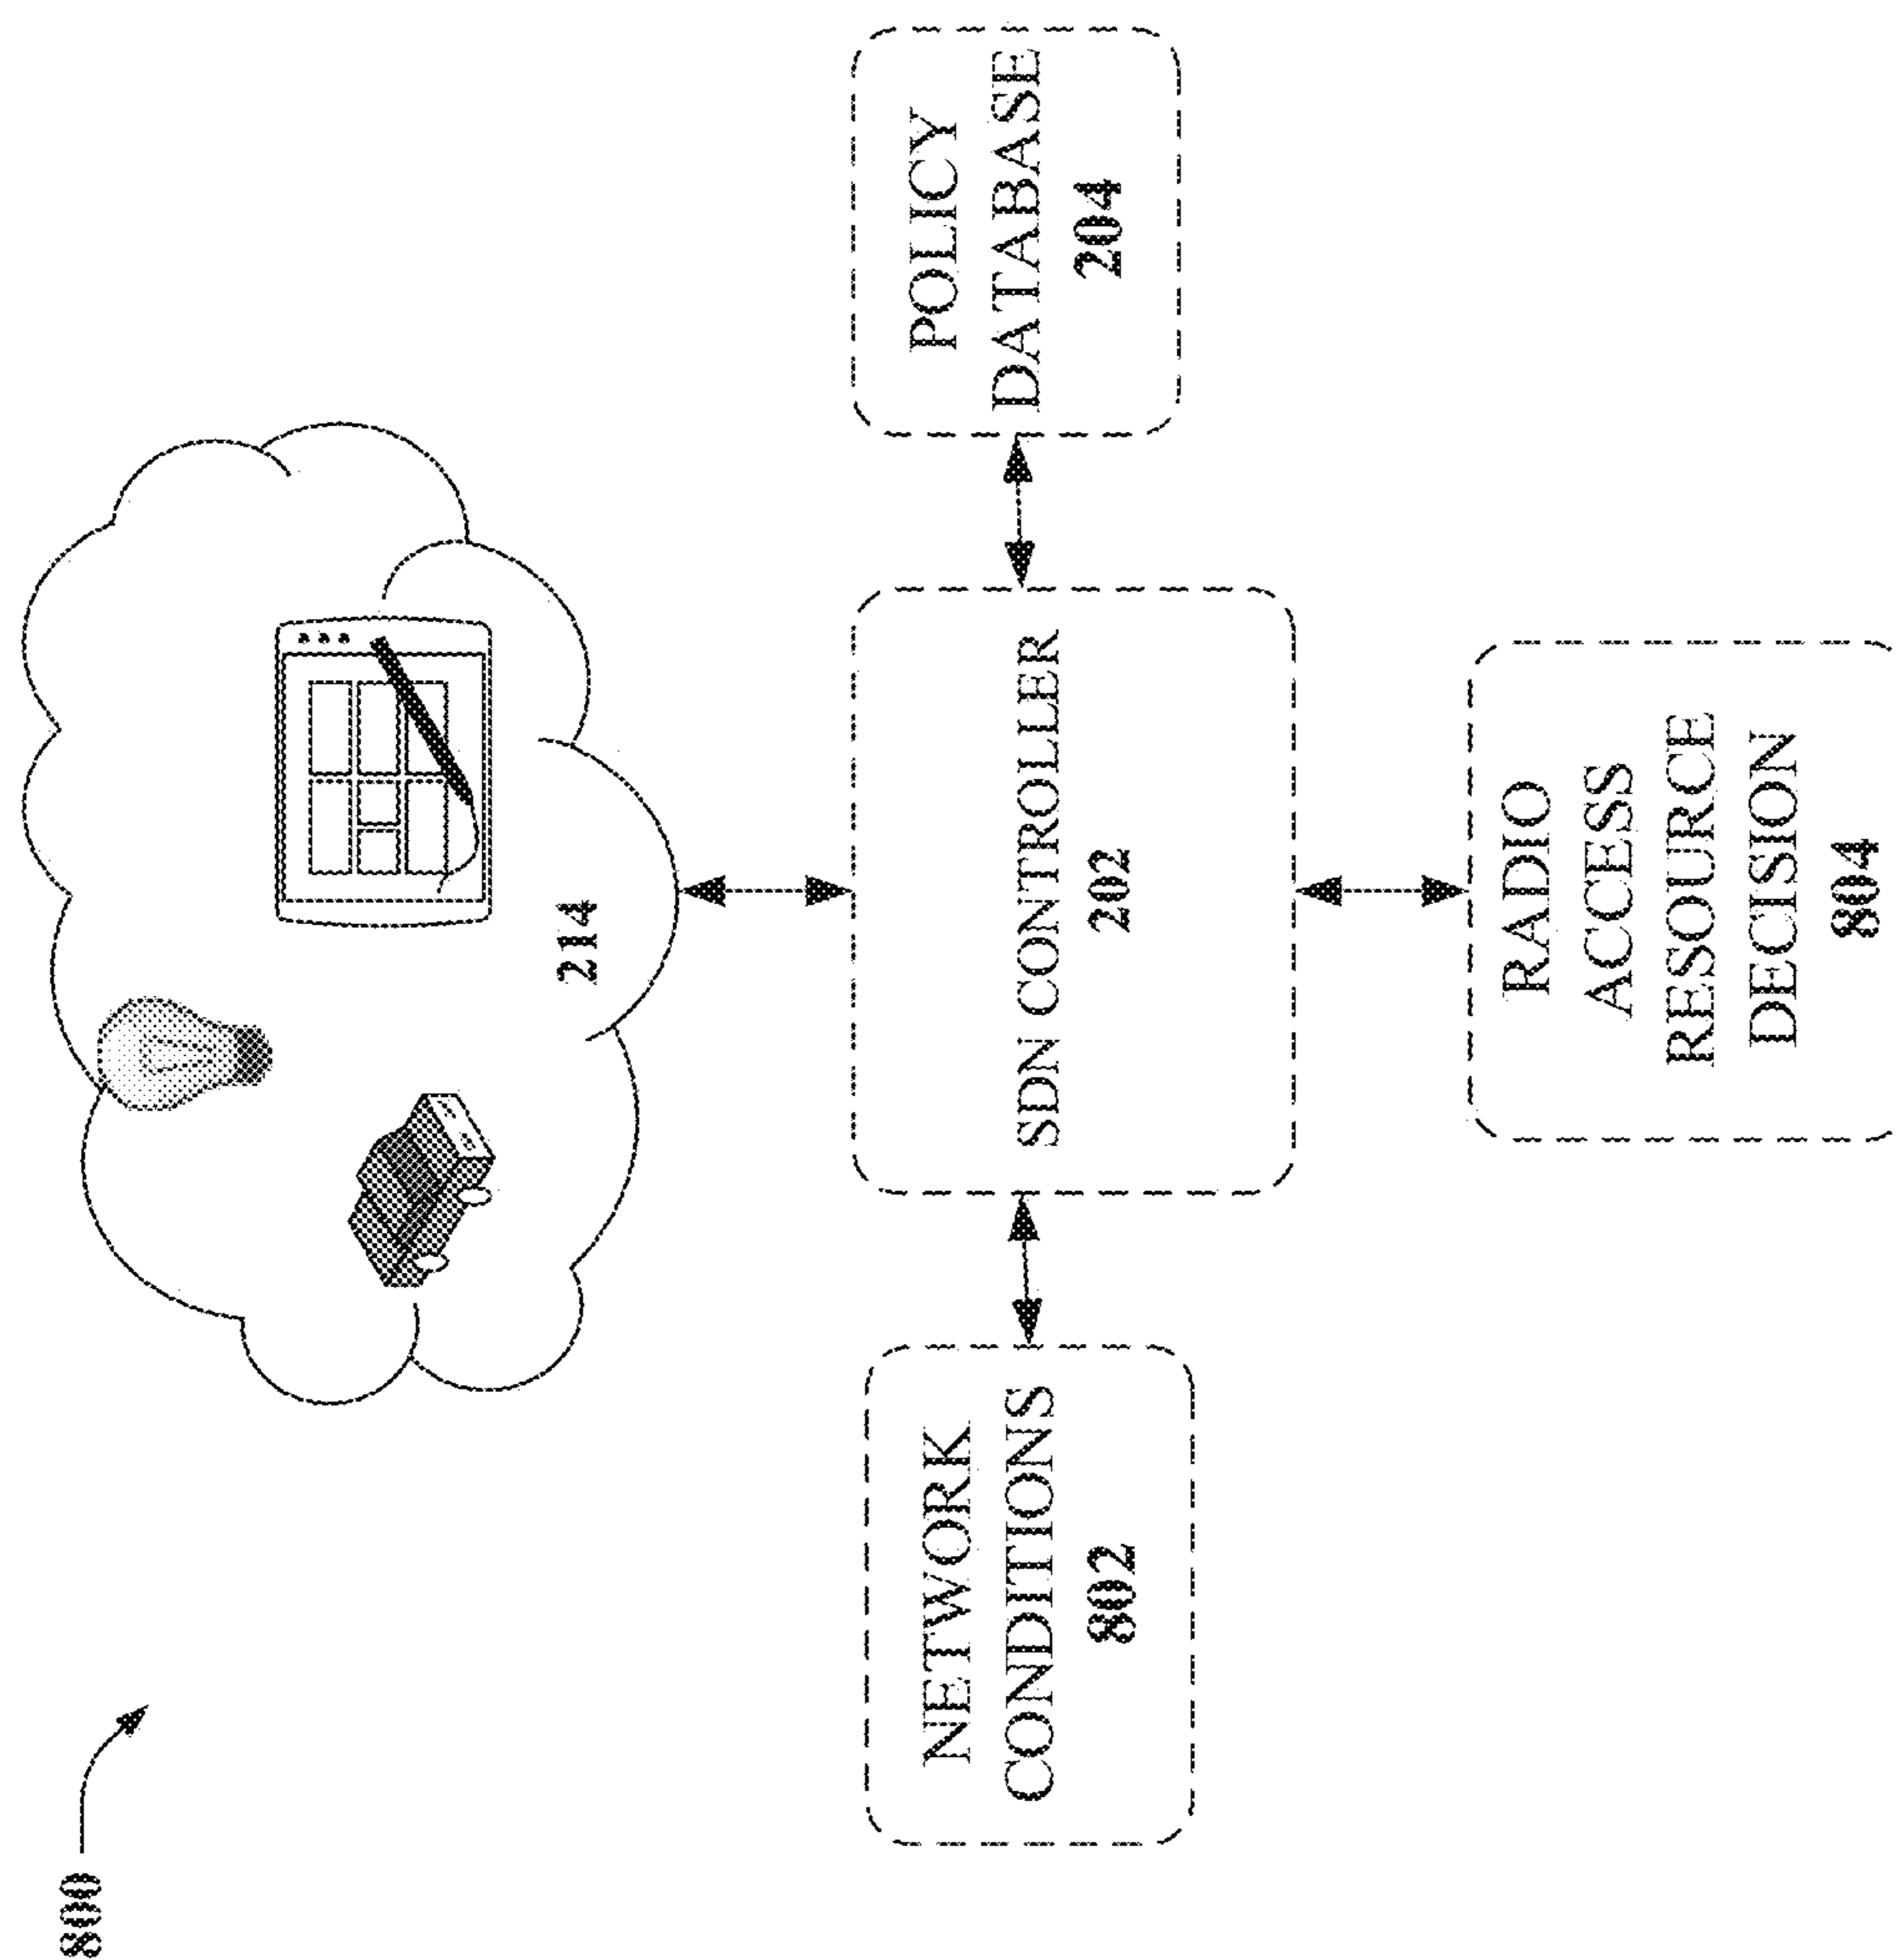 800
214
NETWORK
CONDITIONS
802
SDN CONTROLLER
202
POLICY
DATABASE
204
RADIO
ACCESS
RESOURCE
DECISION
804